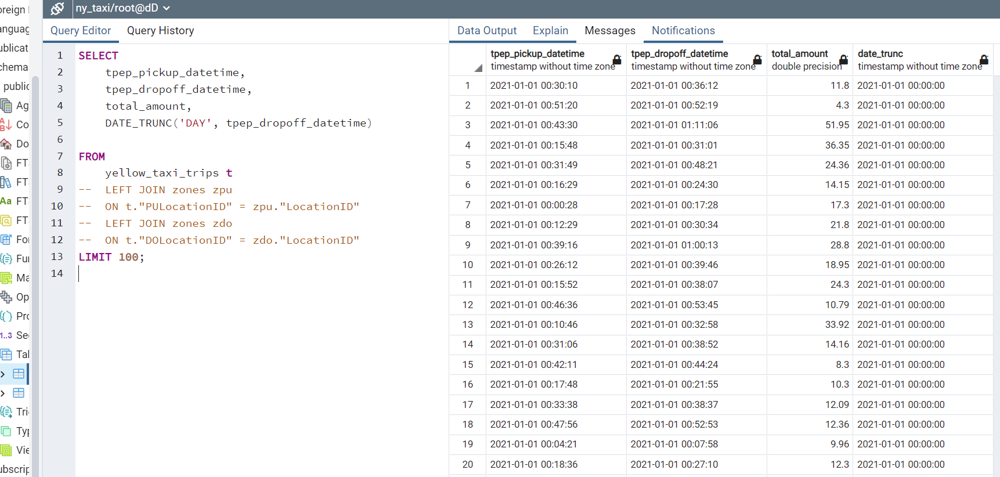 ny_taxi/root@dD
Query Editor Query History
Data Output Explain Messages Notifications
1 SELECT
2 tpep_pickup_datetime,
3 tpep_dropoff_datetime,
4 total_amount,
5 DATE_TRUNC('DAY', tpep_dropoff_datetime)
6
7 FROM
8 yellow_taxi_trips t
9 -- LEFT JOIN zones zpu
10 -- ON t."PULocationID" = zpu."LocationID"
11 -- LEFT JOIN zones zdo
12 -- ON t."DOLocationID" = zdo."LocationID"
13 LIMIT 100;
14
tpep_pickup_datetime tpep_dropoff_datetime total_amount date_trunc
timestamp without time zone timestamp without time zone double precision timestamp without time zone
1 2021-01-01 00:30:10 2021-01-01 00:36:12 11.8 2021-01-01 00:00:00
2 2021-01-01 00:51:20 2021-01-01 00:52:19 4.3 2021-01-01 00:00:00
3 2021-01-01 00:43:30 2021-01-01 01:11:06 51.95 2021-01-01 00:00:00
4 2021-01-01 00:15:48 2021-01-01 00:31:01 36.35 2021-01-01 00:00:00
5 2021-01-01 00:31:49 2021-01-01 00:48:21 24.36 2021-01-01 00:00:00
6 2021-01-01 00:16:29 2021-01-01 00:24:30 14.15 2021-01-01 00:00:00
7 2021-01-01 00:00:28 2021-01-01 00:17:28 17.3 2021-01-01 00:00:00
8 2021-01-01 00:12:29 2021-01-01 00:30:34 21.8 2021-01-01 00:00:00
9 2021-01-01 00:39:16 2021-01-01 01:00:13 28.8 2021-01-01 00:00:00
10 2021-01-01 00:26:12 2021-01-01 00:39:46 18.95 2021-01-01 00:00:00
11 2021-01-01 00:15:52 2021-01-01 00:38:07 24.3 2021-01-01 00:00:00
12 2021-01-01 00:46:36 2021-01-01 00:53:45 10.79 2021-01-01 00:00:00
13 2021-01-01 00:10:46 2021-01-01 00:32:58 33.92 2021-01-01 00:00:00
14 2021-01-01 00:31:06 2021-01-01 00:38:52 14.16 2021-01-01 00:00:00
15 2021-01-01 00:42:11 2021-01-01 00:44:24 8.3 2021-01-01 00:00:00
16 2021-01-01 00:17:48 2021-01-01 00:21:55 10.3 2021-01-01 00:00:00
17 2021-01-01 00:33:38 2021-01-01 00:38:37 12.09 2021-01-01 00:00:00
18 2021-01-01 00:47:56 2021-01-01 00:52:53 12.36 2021-01-01 00:00:00
19 2021-01-01 00:04:21 2021-01-01 00:07:58 9.96 2021-01-01 00:00:00
20 2021-01-01 00:18:36 2021-01-01 00:27:10 12.3 2021-01-01 00:00:00
oreign
anguag
ublicat
chema
public
Ag
Co
Do
FT
FT
Aa FT
FT
For
Fur
Ma
Op
Pro
1..3 Se
Tal
Tri
Typ
Vie
ubscrip